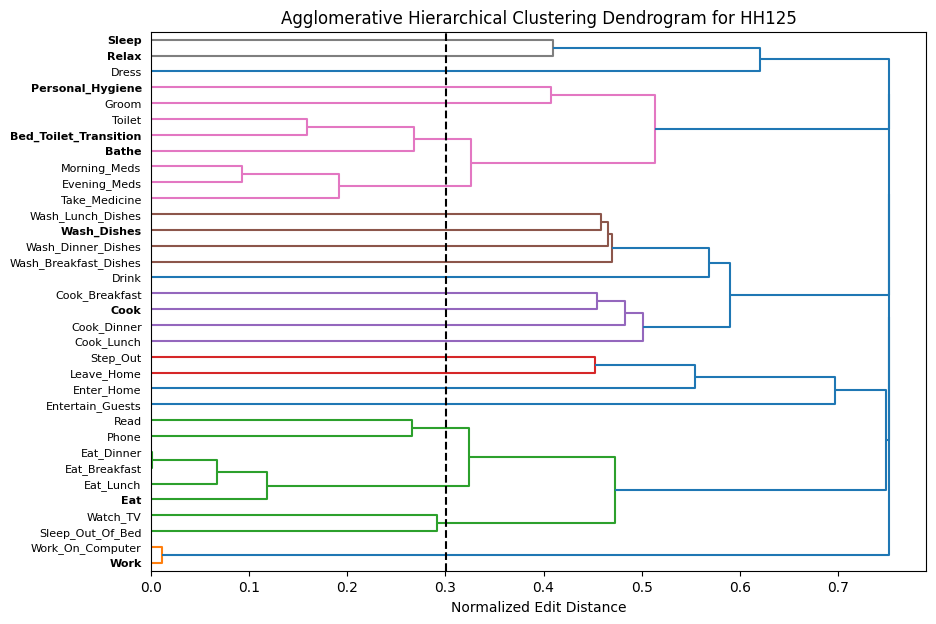 Agglomerative Hierarchical Clustering Dendrogram for HH125
Sleep
Relax
Dress
Personal_Hygiene
Groom
Toilet
Bed_Toilet_Transition
Bathe
Morning_Meds
Evening_Meds
Take_Medicine
Wash_Lunch_Dishes
Wash_Dishes
Wash_Dinner_Dishes
Wash_Breakfast_Dishes
Drink
Cook_Breakfast
Cook
Cook_Dinner
Cook_Lunch
Step_Out
Leave_Home
Enter_Home
Entertain_Guests
Read
Phone
Eat_Dinner
Eat_Breakfast
Eat_Lunch
Eat
Watch_TV
Sleep_Out_Of_Bed
Work_On_Computer
Work
0.0 0.1 0.2 0.3 0.4 0.5 0.6 0.7
Normalized Edit Distance